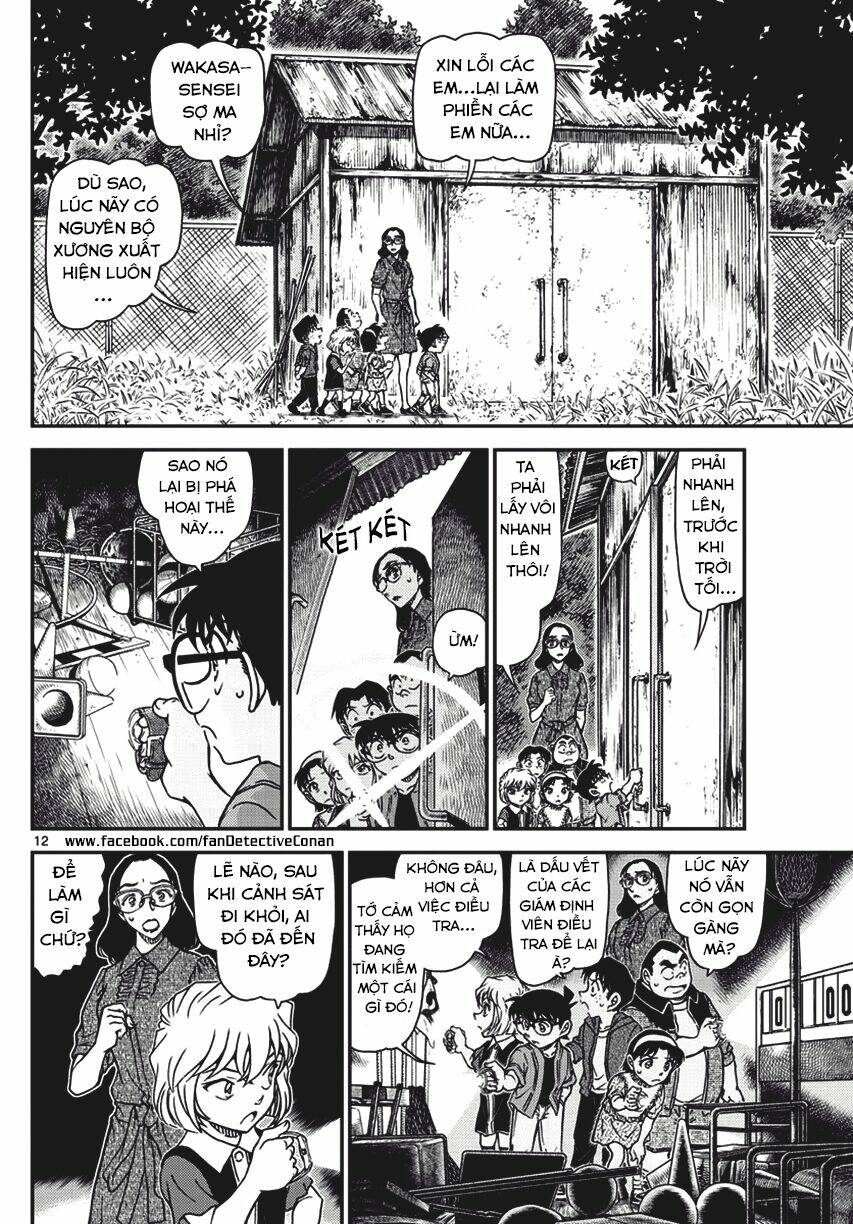 XIN LỖI CÁC
EM...LẠI LÀM
PHIỀN CÁC
EM NỮA...
WAKASA-
SENSEI
SỢ MA
NHỈ?
DÙ SAO,
LÚC NÃY CÓ
NGUYÊN BỘ
XƯƠNG XUẤT
HIỆN LUÔN
...
PHẢI
NHANH
LÊN,
TRƯỚC
KHI
TRỜI
TỐI...
KÉT
TA
PHẢI
LẤY VÔI
NHANH
LÊN
THÔI!
KÉT KÉT
ỪM!
SAO NÓ
LẠI BỊ PHÁ
HOẠI THẾ
NÀY...
12
www.facebook.com/fanDetectiveConan
LÚC NÃY
NÓ VẪN
CÒN GỌN
GÀNG
MÀ?
LÀ DẤU VẾT
CỦA CÁC
GIÁM ĐỊNH
VIÊN ĐIỀU
TRA ĐỂ LẠI
À?
KHÔNG ĐÂU,
HƠN CẢ
VIỆC ĐIỀU
TRA...
TỚ CẢM
THẤY HỌ
ĐANG
TÌM KIẾM
MỘT CÁI
GÌ ĐÓ!
LẼ NÀO, SAU
KHI CẢNH SÁT
ĐI KHỎI, AI
ĐÓ ĐÃ ĐẾN
ĐÂY?
ĐỂ
LÀM
GÌ
CHỨ?